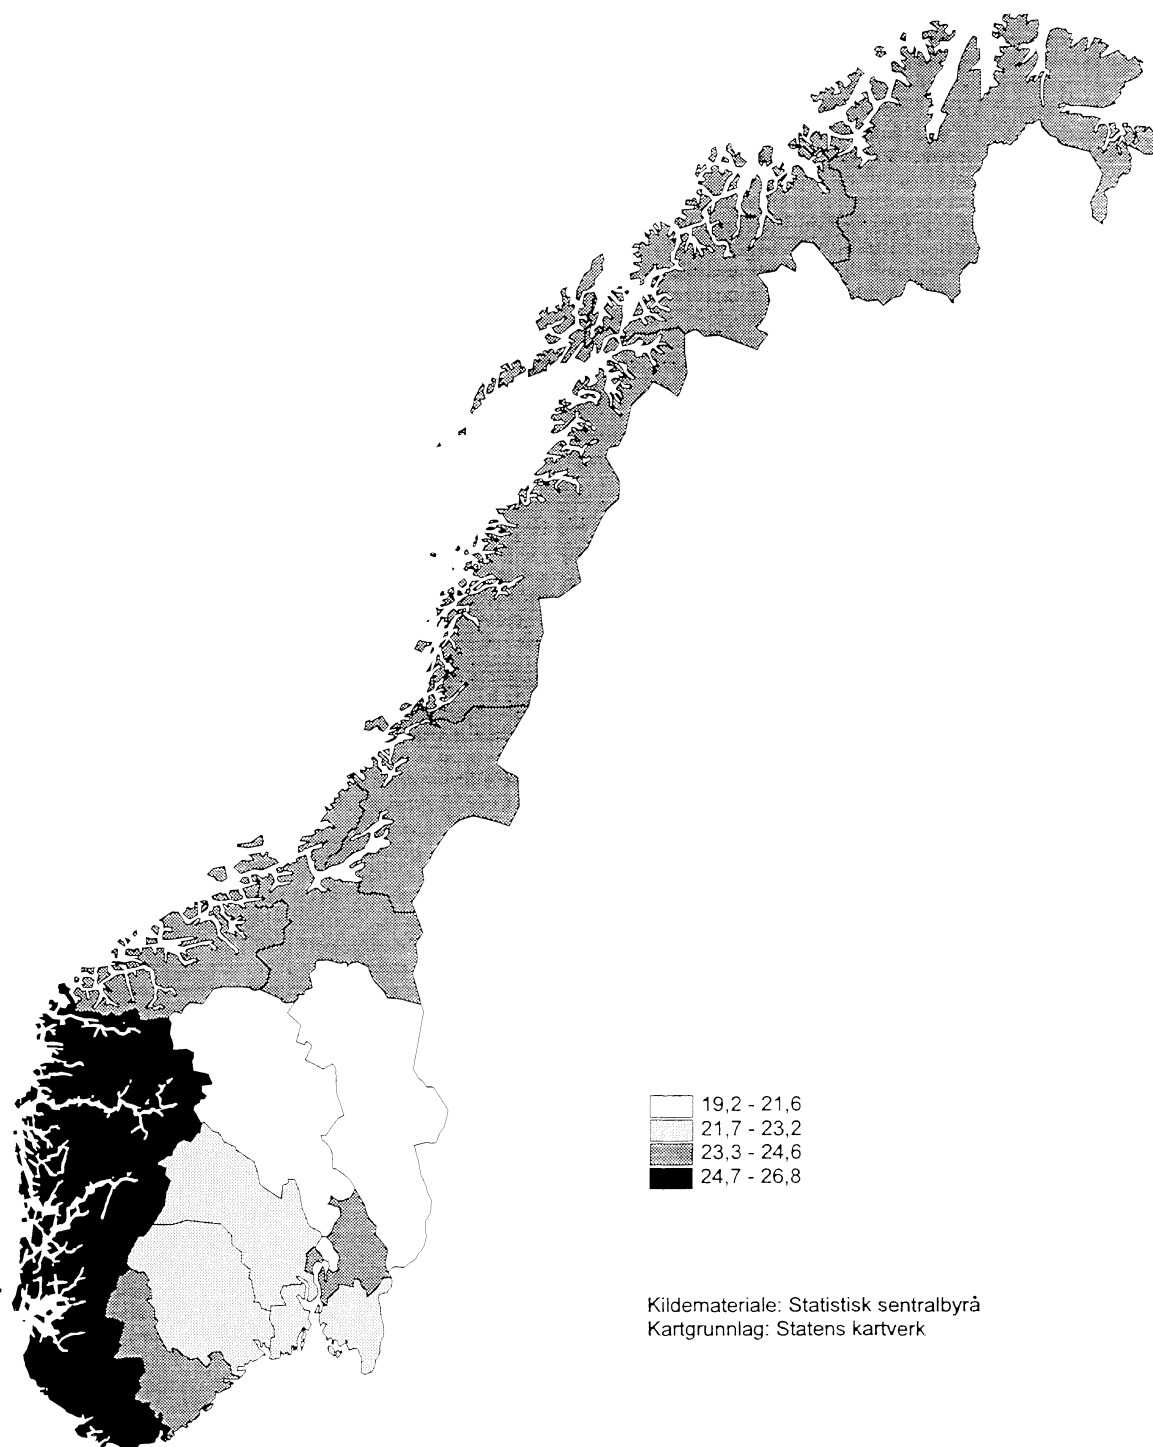 19,2 - 21,6
21,7 - 23,2
23,3 - 24,6
24,7 - 26,8
Kildemateriale: Statistisk sentralbyrå
Kartgrunnlag: Statens kartverk